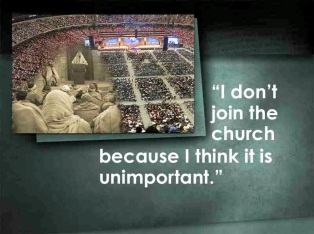 “I don’t
join the
church
because I think it is
unimportant.”